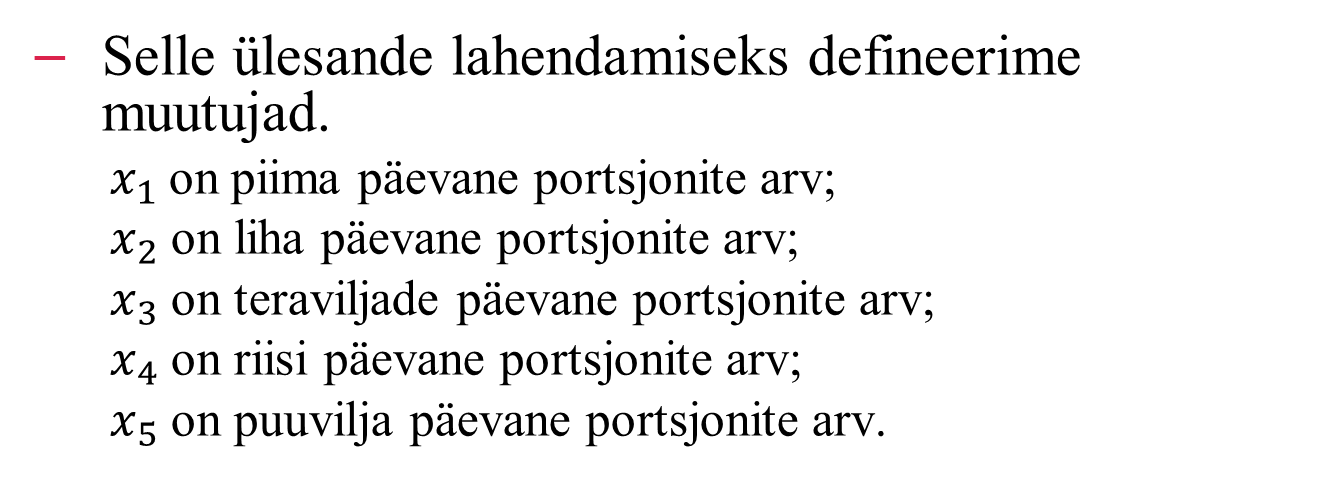 – Selle ülesande lahendamiseks defineerime
muutujad.
x₁ on piima päevane portsjonite arv;
x₂ on liha päevane portsjonite arv;
x₃ on teraviljade päevane portsjonite arv;
x₄ on riisi päevane portsjonite arv;
x₅ on puuvilja päevane portsjonite arv.